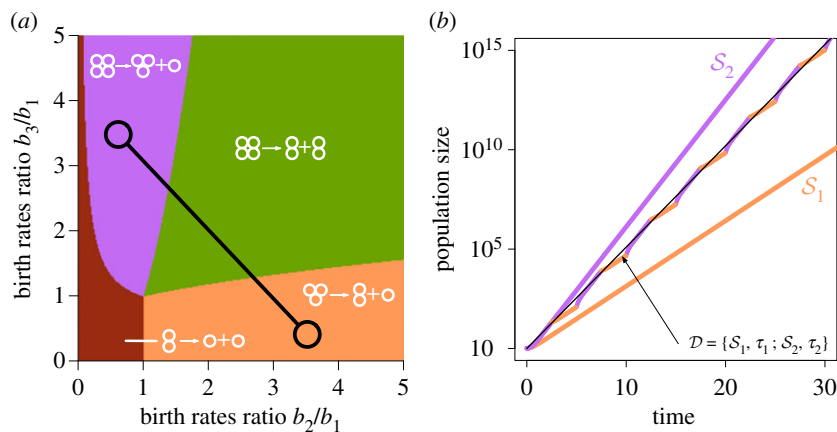 (a)
5
4
3
2
1
0
birth rates ratio b3/b1
0 1 2 3 4 5
birth rates ratio b2/b1
→ +
→ +
→ +
→ +
(b)
10^15
10^10
10^5
10
population size
S2
S1
D = {S1, τ1 ; S2, τ2}
0 10 20 30
time